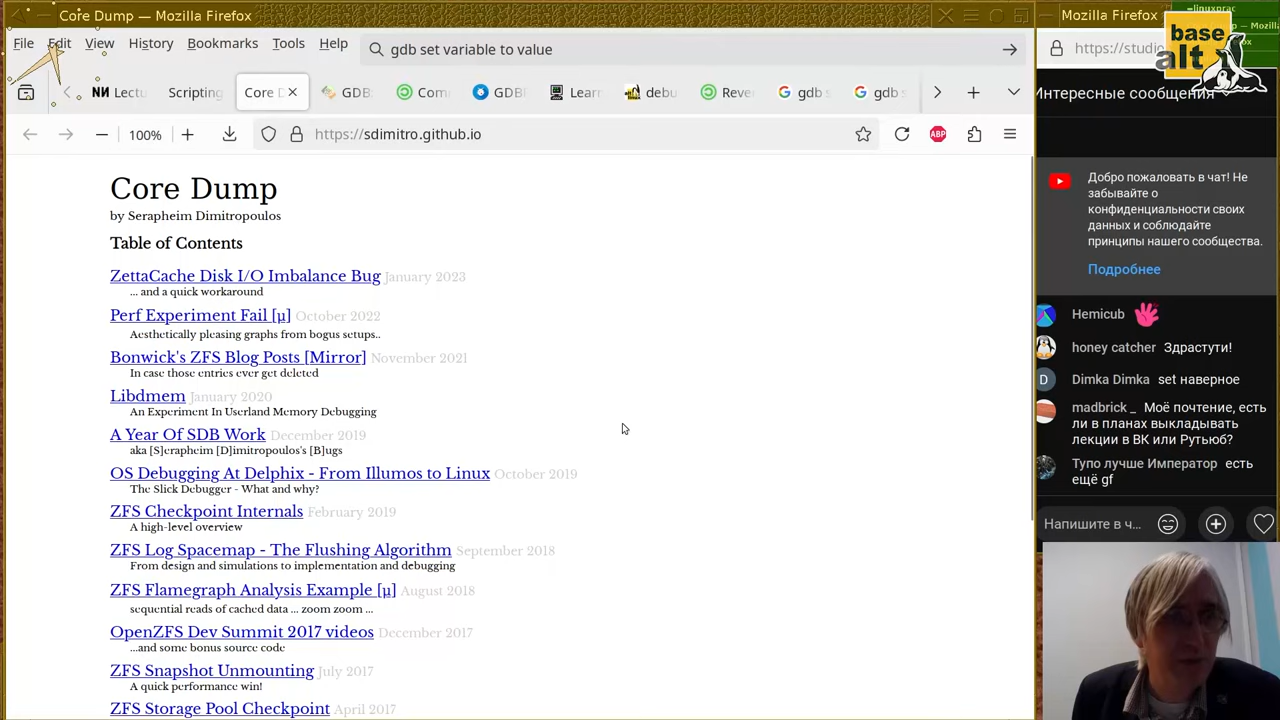 Core Dump — Mozilla Firefox
File Edit View History Bookmarks Tools Help
gdb set variable to value
Lectu
Scripting
Core D
GDB:
Com
GDBF
Learn
debu
Reve
gdb s
gdb s
100%
https://sdimitro.github.io
Core Dump
by Serapheim Dimitropoulos
Table of Contents
ZettaCache Disk I/O Imbalance Bug January 2023
... and a quick workaround
Perf Experiment Fail [µ] October 2022
Aesthetically pleasing graphs from bogus setups..
Bonwick's ZFS Blog Posts [Mirror] November 2021
In case those entries ever get deleted
Libdmem January 2020
An Experiment In Userland Memory Debugging
A Year Of SDB Work December 2019
aka [S]erapheim [D]imitropoulos's [B]ugs
OS Debugging At Delphix - From Illumos to Linux October 2019
The Slick Debugger - What and why?
ZFS Checkpoint Internals February 2019
A high-level overview
ZFS Log Spacemap - The Flushing Algorithm September 2018
From design and simulations to implementation and debugging
ZFS Flamegraph Analysis Example [µ] August 2018
sequential reads of cached data ... zoom zoom ...
OpenZFS Dev Summit 2017 videos December 2017
...and some bonus source code
ZFS Snapshot Unmounting July 2017
A quick performance win!
ZFS Storage Pool Checkpoint April 2017
Mozilla Firefox
base
alt
https://studi
Интересные сообщения
Добро пожаловать в чат! Не
забывайте о
конфиденциальности своих
данных и соблюдайте
принципы нашего сообщества.
Подробнее
Hemicub
honey catcher Здрастути!
D
Dimka Dimka set наверное
madbrick _ Моё почтение, есть
ли в планах выкладывать
лекции в ВК или Рутьюб?
Тупо лучше Император есть
ещё gf
Напишите в ч...